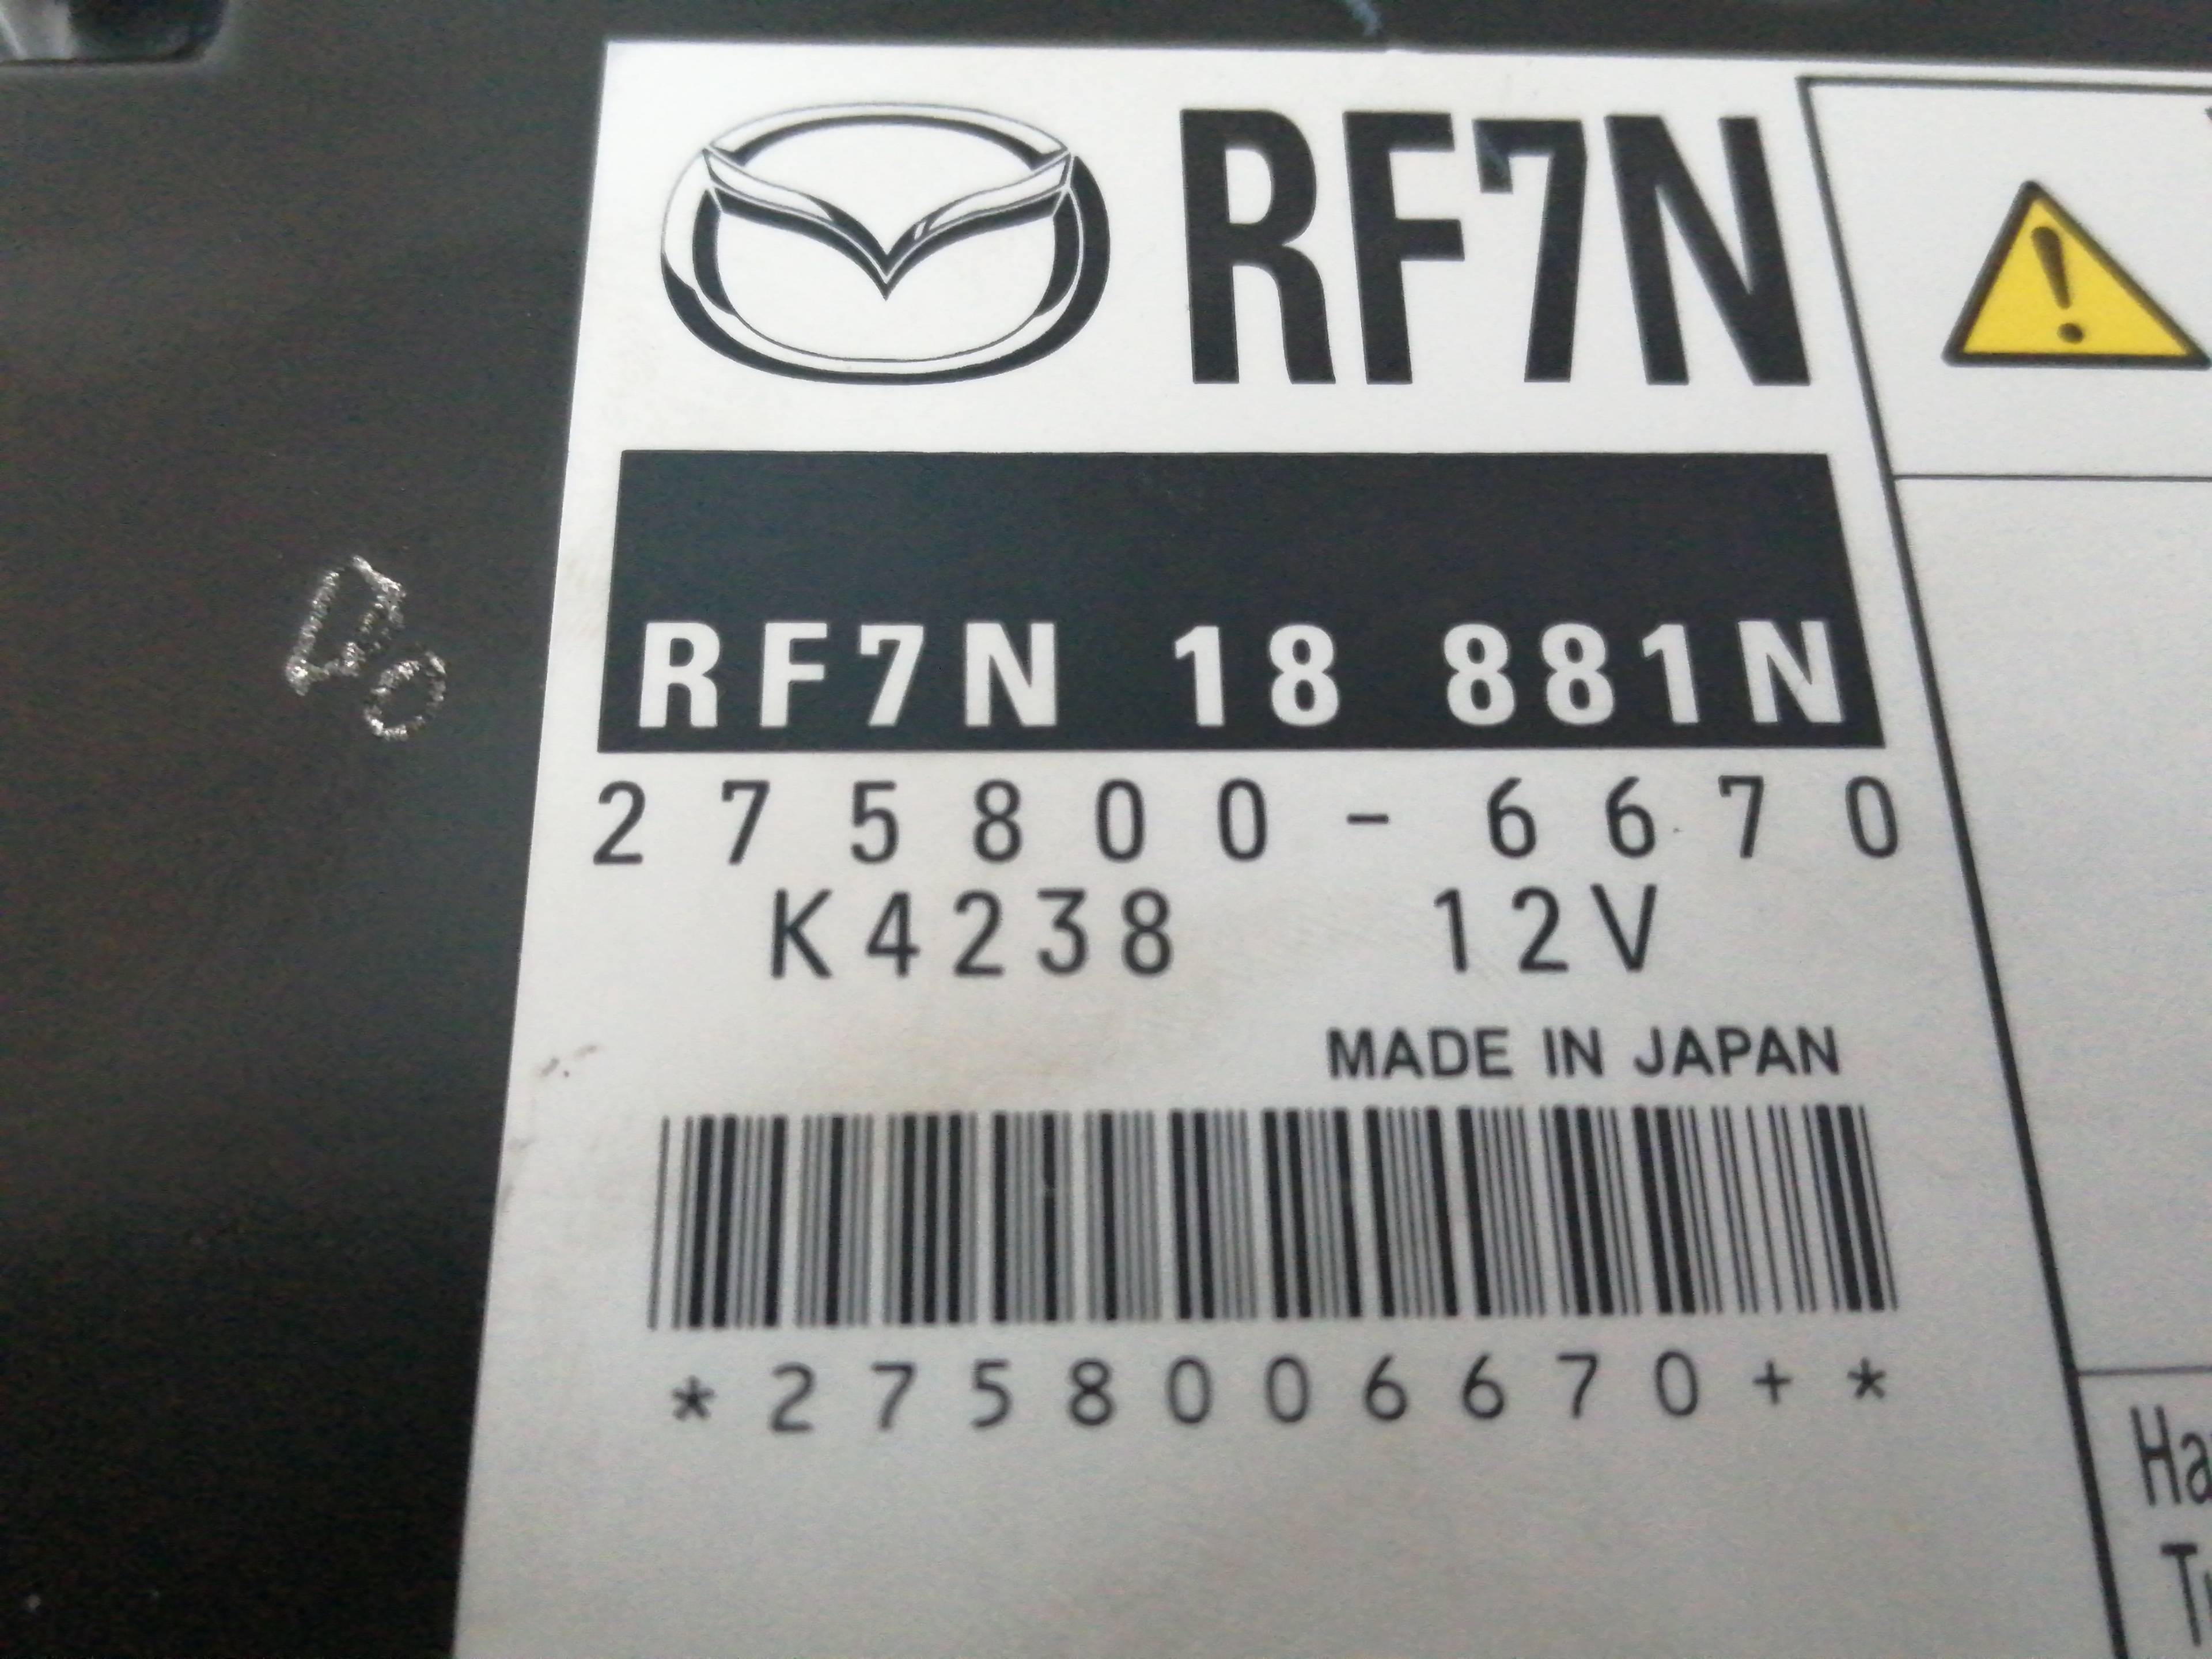 RF7N
RF7N 18 881N
275800-6670
K4238 12V
MADE IN JAPAN
*2758006670+*